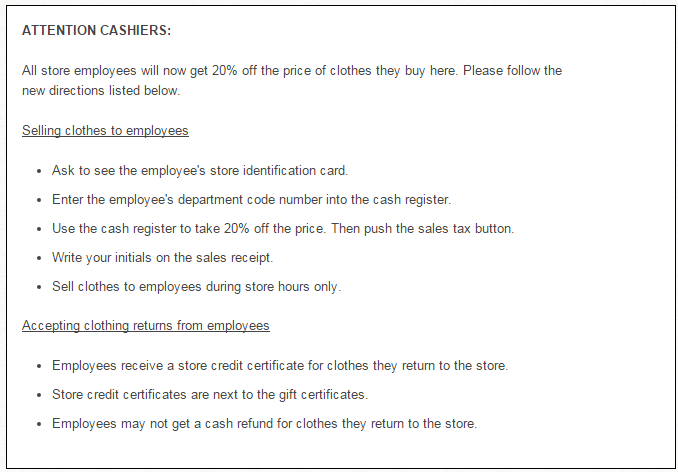 ATTENTION CASHIERS:
All store employees will now get 20% off the price of clothes they buy here. Please follow the
new directions listed below.
Selling clothes to employees
• Ask to see the employee's store identification card.
• Enter the employee's department code number into the cash register.
• Use the cash register to take 20% off the price. Then push the sales tax button.
• Write your initials on the sales receipt.
• Sell clothes to employees during store hours only.
Accepting clothing returns from employees
• Employees receive a store credit certificate for clothes they return to the store.
• Store credit certificates are next to the gift certificates.
• Employees may not get a cash refund for clothes they return to the store.